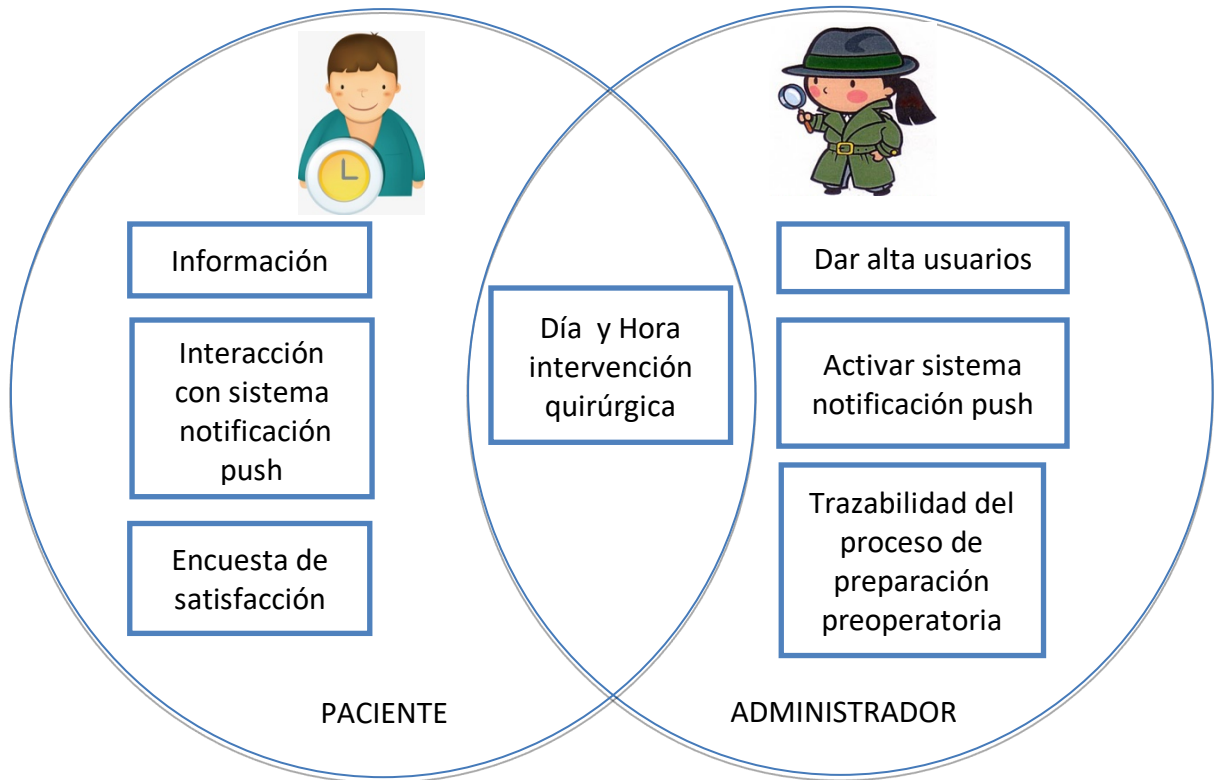 Información
Interacción
con sistema
notificación
push
Encuesta de
satisfacción
PACIENTE
Día y Hora
intervención
quirúrgica
Dar alta usuarios
Activar sistema
notificación push
Trazabilidad del
proceso de
preparación
preoperatoria
ADMINISTRADOR